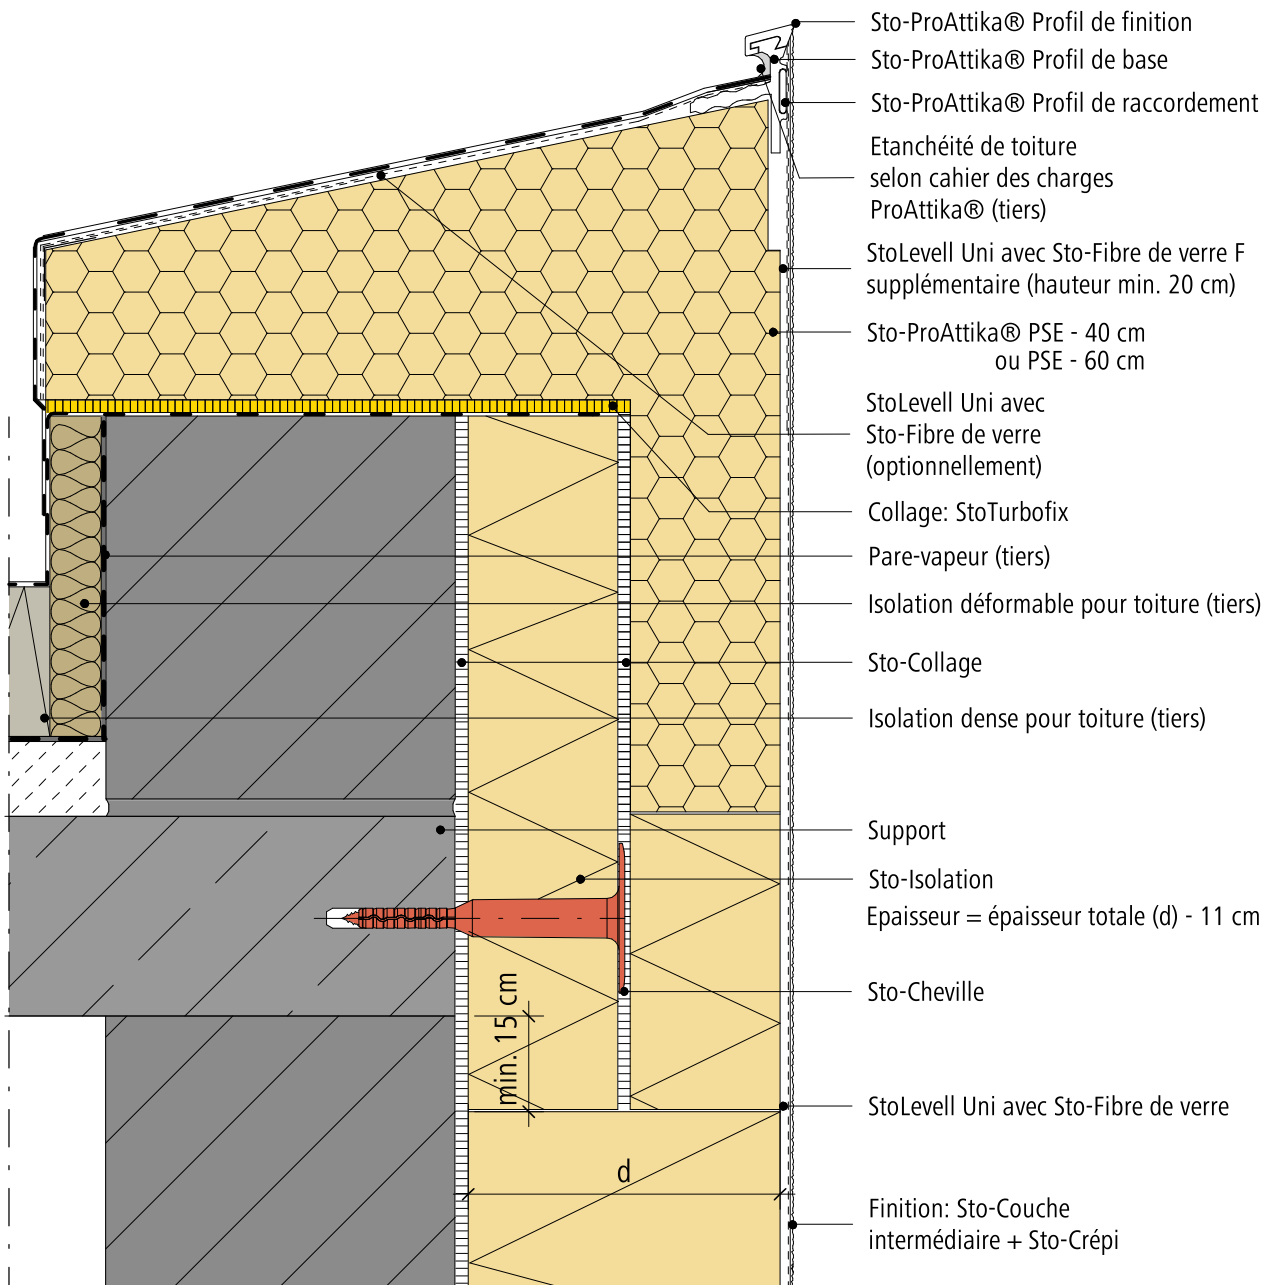 Sto-ProAttika® Profil de finition
Sto-ProAttika® Profil de base
Sto-ProAttika® Profil de raccordement
Etanchéité de toiture
selon cahier des charges
ProAttika® (tiers)
StoLevell Uni avec Sto-Fibre de verre F
supplémentaire (hauteur min. 20 cm)
Sto-ProAttika® PSE - 40 cm
ou PSE - 60 cm
StoLevell Uni avec
Sto-Fibre de verre
(optionnellement)
Collage: StoTurbofix
Pare-vapeur (tiers)
Isolation déformable pour toiture (tiers)
Sto-Collage
Isolation dense pour toiture (tiers)
Support
Sto-Isolation
Epaisseur = épaisseur totale (d) - 11 cm
Sto-Cheville
min. 15 cm
StoLevell Uni avec Sto-Fibre de verre
d
Finition: Sto-Couche
intermédiaire + Sto-Crépi